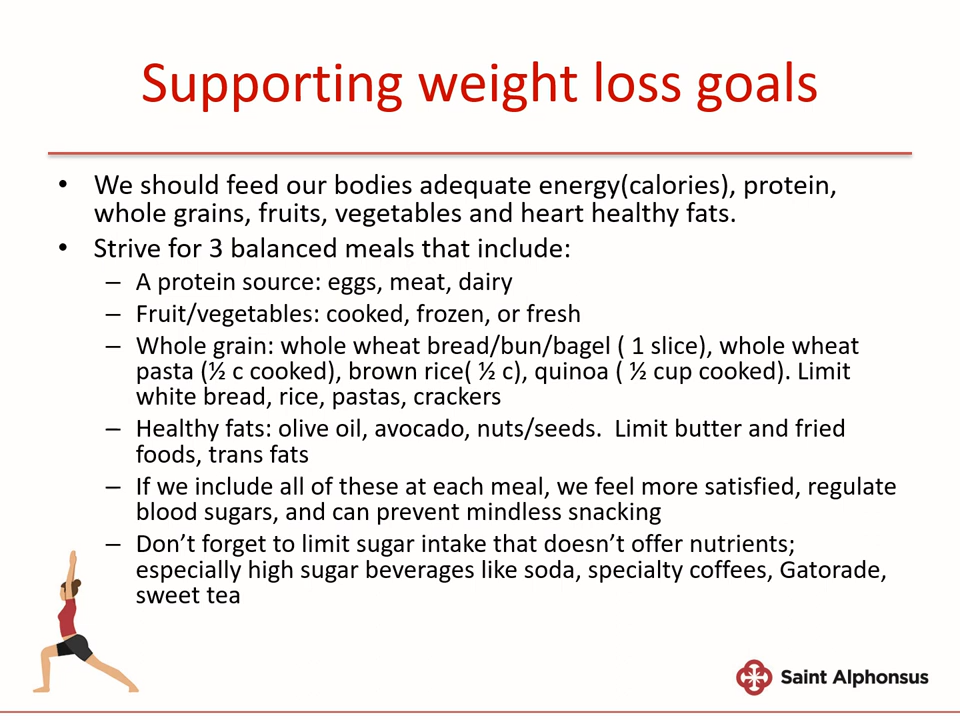 Supporting weight loss goals
• We should feed our bodies adequate energy(calories), protein,
whole grains, fruits, vegetables and heart healthy fats.
• Strive for 3 balanced meals that include:
– A protein source: eggs, meat, dairy
– Fruit/vegetables: cooked, frozen, or fresh
– Whole grain: whole wheat bread/bun/bagel ( 1 slice), whole wheat
pasta (½ c cooked), brown rice( ½ c), quinoa ( ½ cup cooked). Limit
white bread, rice, pastas, crackers
– Healthy fats: olive oil, avocado, nuts/seeds.  Limit butter and fried
foods, trans fats
– If we include all of these at each meal, we feel more satisfied, regulate
blood sugars, and can prevent mindless snacking
– Don’t forget to limit sugar intake that doesn’t offer nutrients;
especially high sugar beverages like soda, specialty coffees, Gatorade,
sweet tea
Saint Alphonsus